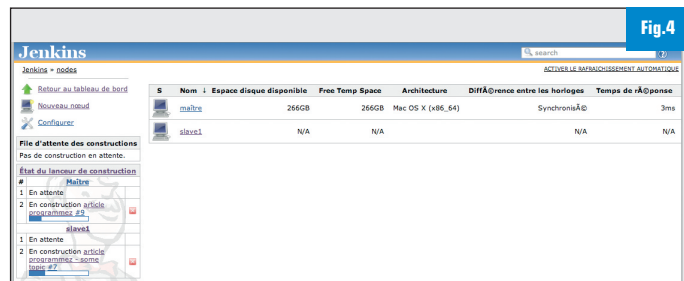 Fig.4
Jenkins
search
Jenkins » nodes
ACTIVER LE RAFRAICHISSEMENT AUTOMATIQUE
Retour au tableau de bord
Nouveau nœud
Configurer
S Nom ↓ Espace disque disponible Free Temp Space Architecture DiffÃ©rence entre les horloges Temps de rÃ©ponse
maître 266GB 266GB Mac OS X (x86_64) SynchronisÃ© 3ms
slave1 N/A N/A N/A N/A
File d'attente des constructions
Pas de construction en attente.
État du lanceur de construction
# Maître
1 En attente
2 En construction article
programmez #9
slave1
1 En attente
2 En construction article
programmez - some
topic #7